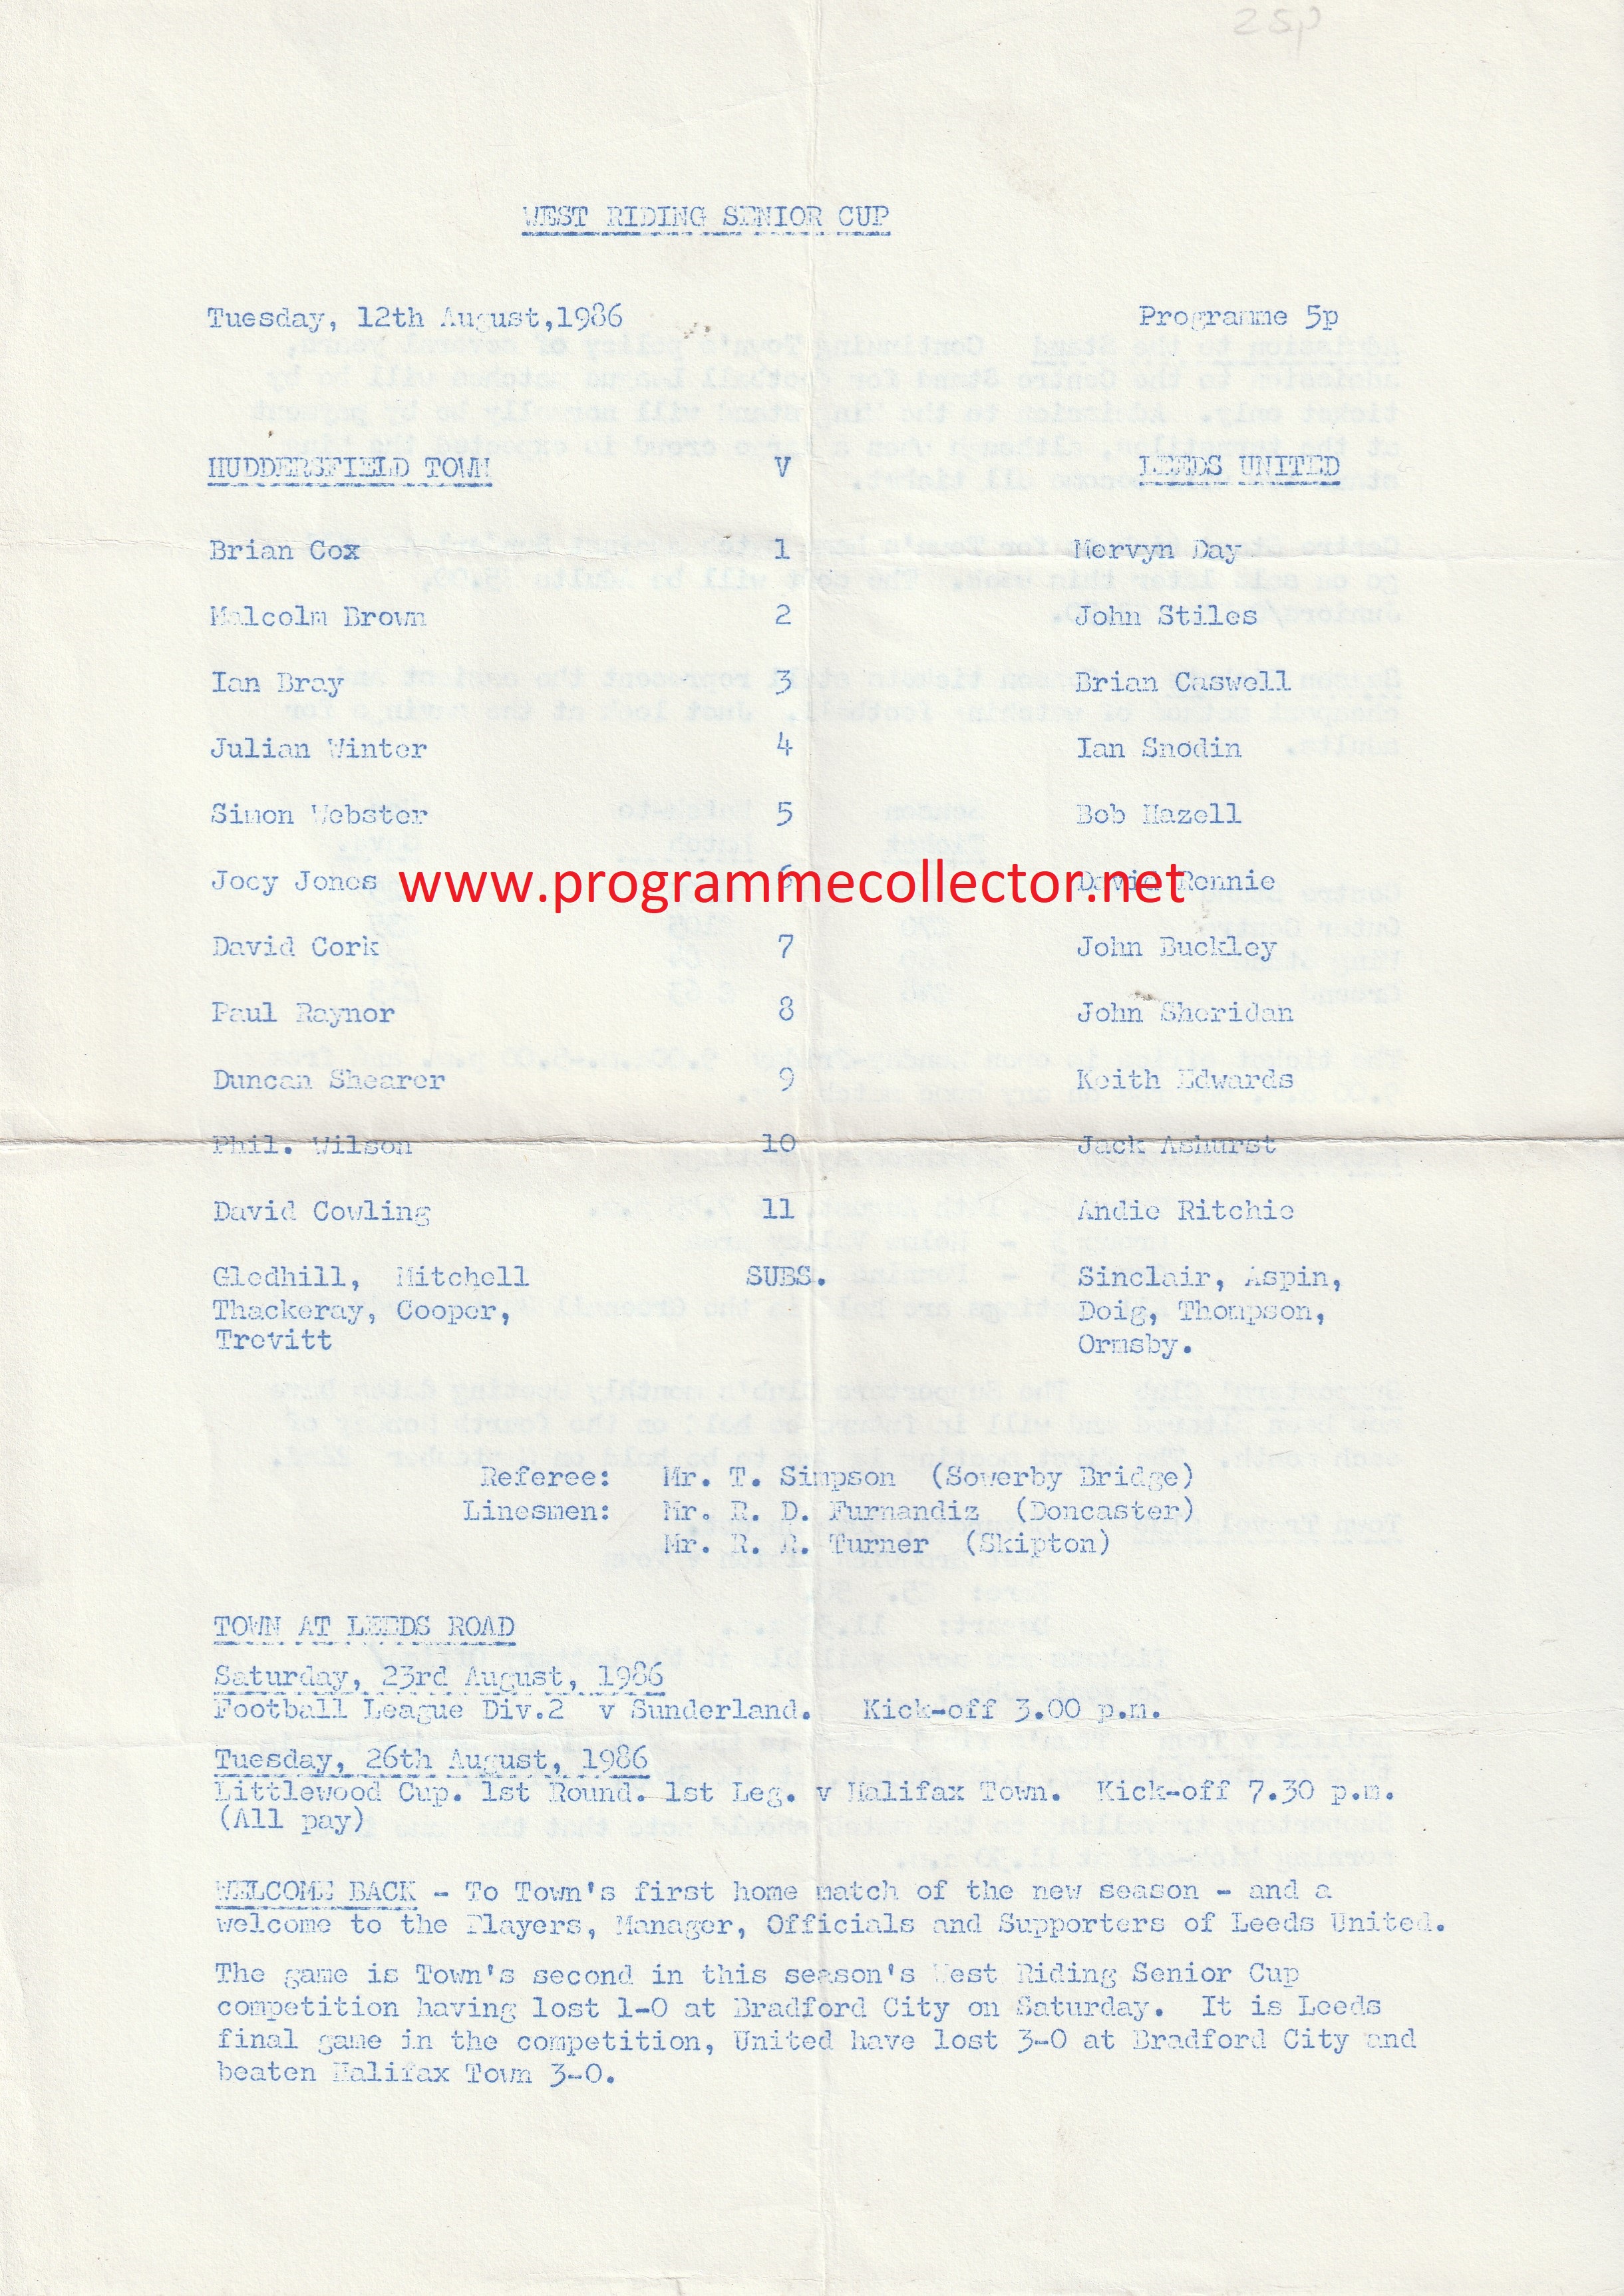 25p
WEST RIDING SENIOR CUP
Tuesday, 12th August,1986 Programme 5p
HUDDERSFIELD TOWN V LEEDS UNITED
Brian Cox 1 Mervyn Day
Malcolm Brown 2 John Stiles
Ian Bray 3 Brian Caswell
Julian Winter 4 Ian Snodin
Simon Webster 5 Bob Hazell
Joey Jones 6 David Rennie
www.programmecollector.net
David Cork 7 John Buckley
Paul Raynor 8 John Sheridan
Duncan Shearer 9 Keith Edwards
Phil. Wilson 10 Jack Ashurst
David Cowling 11 Andie Ritchie
Gledhill, Mitchell SUBS. Sinclair, Aspin,
Thackeray, Cooper, Doig, Thompson,
Trevitt Ormsby.
Referee: Mr. T. Simpson (Sowerby Bridge)
Linesmen: Mr. R. D. Furnandiz (Doncaster)
Mr. R. A. Turner (Skipton)
TOWN AT LEEDS ROAD
Saturday, 23rd August, 1986
Football League Div.2 v Sunderland. Kick-off 3.00 p.m.
Tuesday, 26th August, 1986
Littlewood Cup. 1st Round. 1st Leg. v Halifax Town. Kick-off 7.30 p.m.
(All pay)
WELCOME BACK - To Town's first home match of the new season - and a
welcome to the Players, Manager, Officials and Supporters of Leeds United.
The game is Town's second in this season's West Riding Senior Cup
competition having lost 1-0 at Bradford City on Saturday. It is Leeds
final game in the competition, United have lost 3-0 at Bradford City and
beaten Halifax Town 3-0.